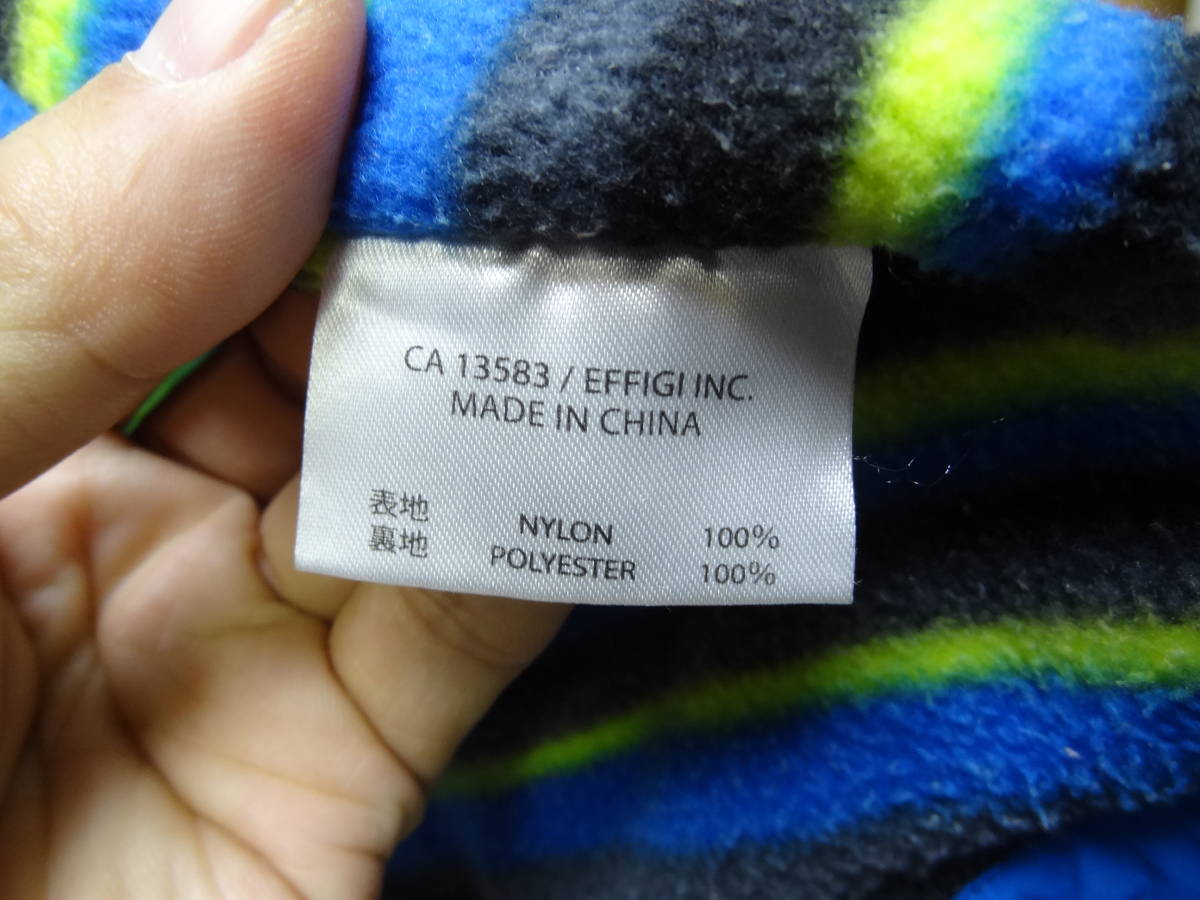 CA 13583 / EFFIGI INC.
MADE IN CHINA
表地 NYLON 100%
裏地 POLYESTER 100%